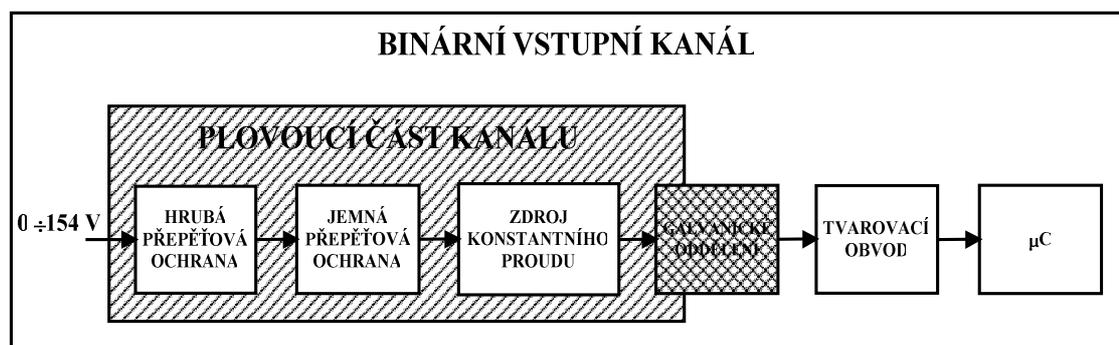 BINÁRNÍ VSTUPNÍ KANÁL
PLOVOUCÍ ČÁST KANÁLU
0 ÷154 V
HRUBÁ
PŘEPĚŤOVÁ
OCHRANA
JEMNÁ
PŘEPĚŤOVÁ
OCHRANA
ZDROJ
KONSTANTNÍHO
PROUDU
GALVANICKÉ
ODDĚLENÍ
TVAROVACÍ
OBVOD
µC